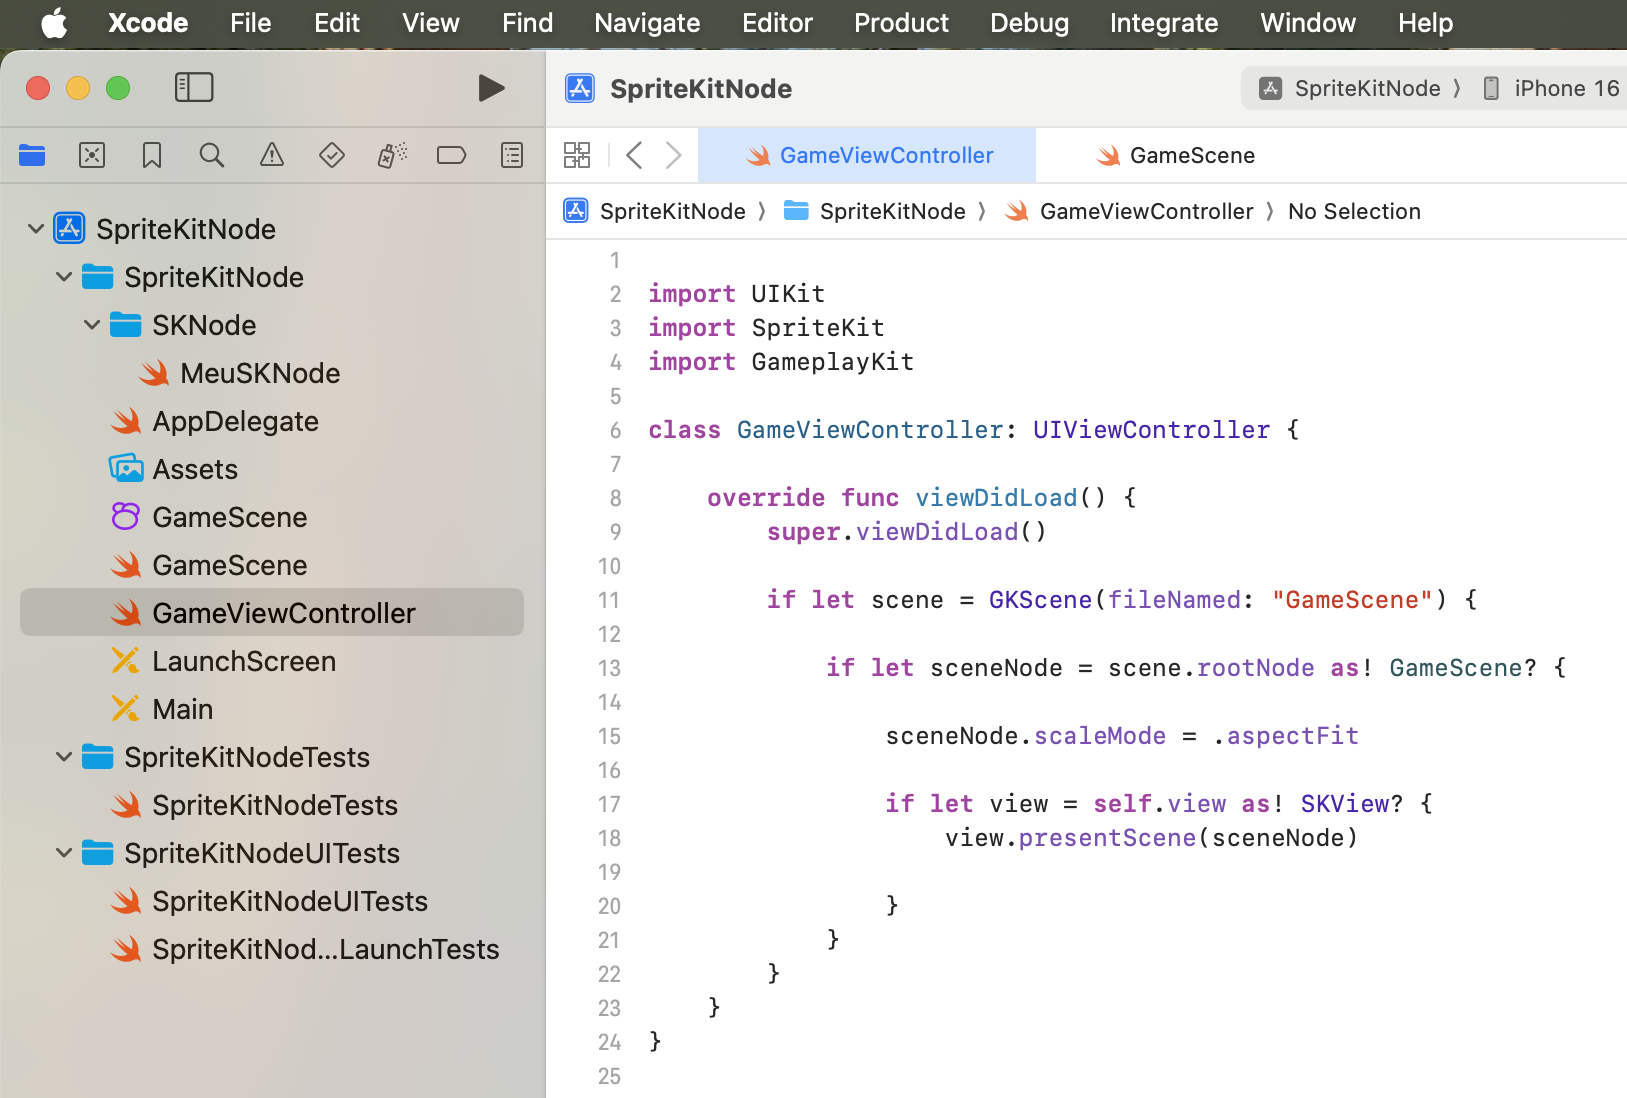 Xcode File Edit View Find Navigate Editor Product Debug Integrate Window Help
SpriteKitNode SpriteKitNode 〉 iPhone 16
GameViewController GameScene
SpriteKitNode 〉 SpriteKitNode 〉 GameViewController 〉 No Selection
SpriteKitNode
SpriteKitNode
SKNode
MeuSKNode
AppDelegate
Assets
GameScene
GameScene
GameViewController
LaunchScreen
Main
SpriteKitNodeTests
SpriteKitNodeTests
SpriteKitNodeUITests
SpriteKitNodeUITests
SpriteKitNod...LaunchTests
1
2 import UIKit
3 import SpriteKit
4 import GameplayKit
5
6 class GameViewController: UIViewController {
7
8 override func viewDidLoad() {
9 super.viewDidLoad()
10
11 if let scene = GKScene(fileNamed: "GameScene") {
12
13 if let sceneNode = scene.rootNode as! GameScene? {
14
15 sceneNode.scaleMode = .aspectFit
16
17 if let view = self.view as! SKView? {
18 view.presentScene(sceneNode)
19
20 }
21 }
22 }
23 }
24 }
25